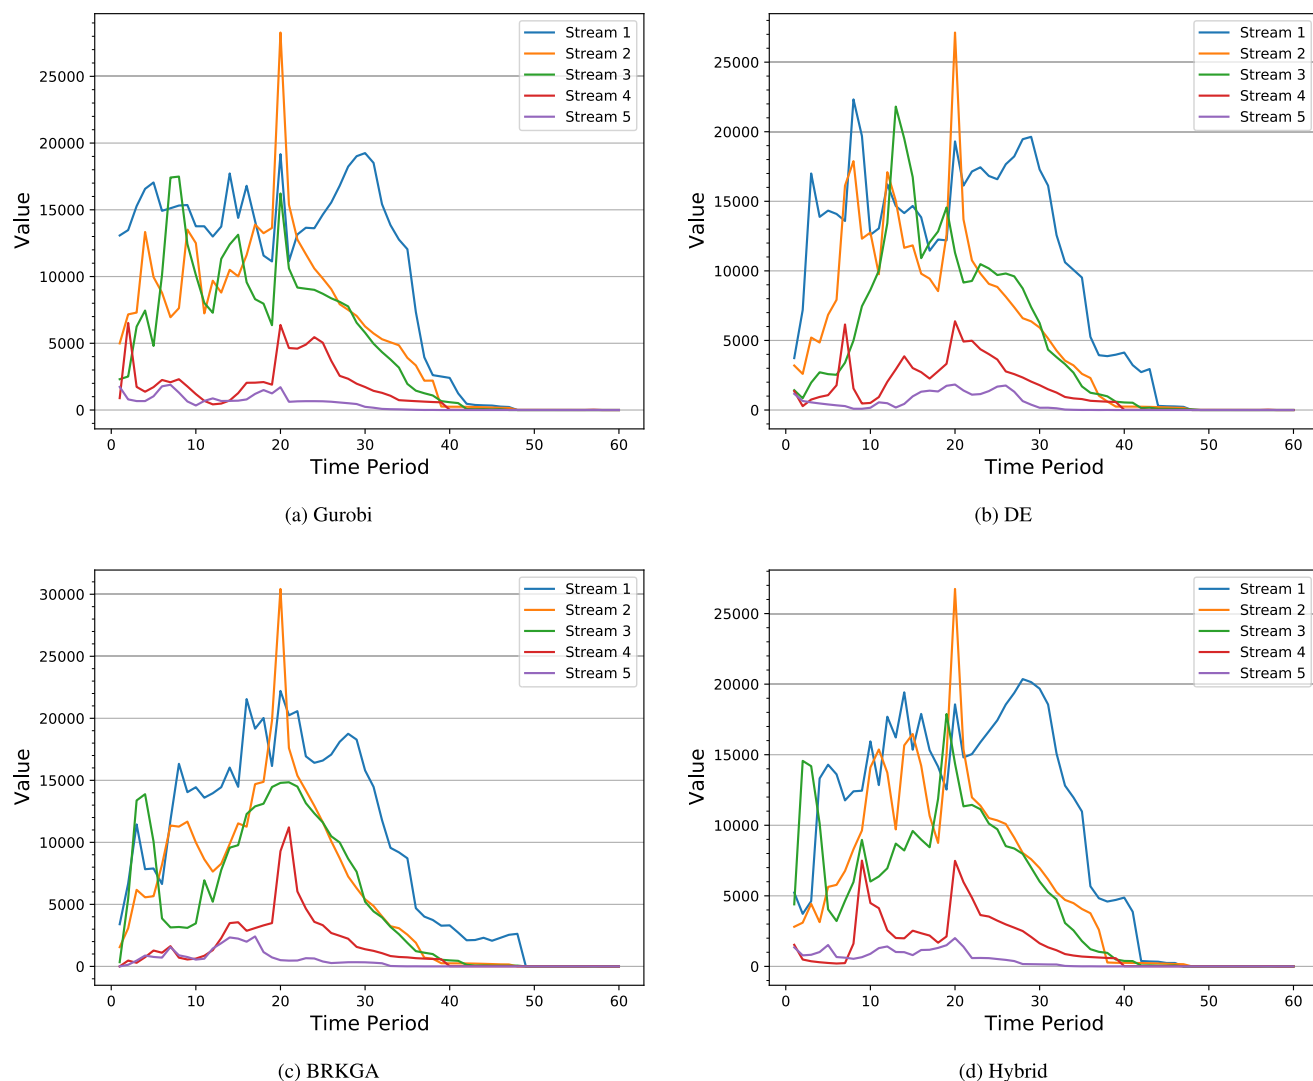 Stream 1
Stream 2
Stream 3
Stream 4
Stream 5
25000
20000
15000
10000
5000
0
Value
0 10 20 30 40 50 60
Time Period
(a) Gurobi
Stream 1
Stream 2
Stream 3
Stream 4
Stream 5
25000
20000
15000
10000
5000
0
Value
0 10 20 30 40 50 60
Time Period
(b) DE
Stream 1
Stream 2
Stream 3
Stream 4
Stream 5
30000
25000
20000
15000
10000
5000
0
Value
0 10 20 30 40 50 60
Time Period
(c) BRKGA
Stream 1
Stream 2
Stream 3
Stream 4
Stream 5
25000
20000
15000
10000
5000
0
Value
0 10 20 30 40 50 60
Time Period
(d) Hybrid